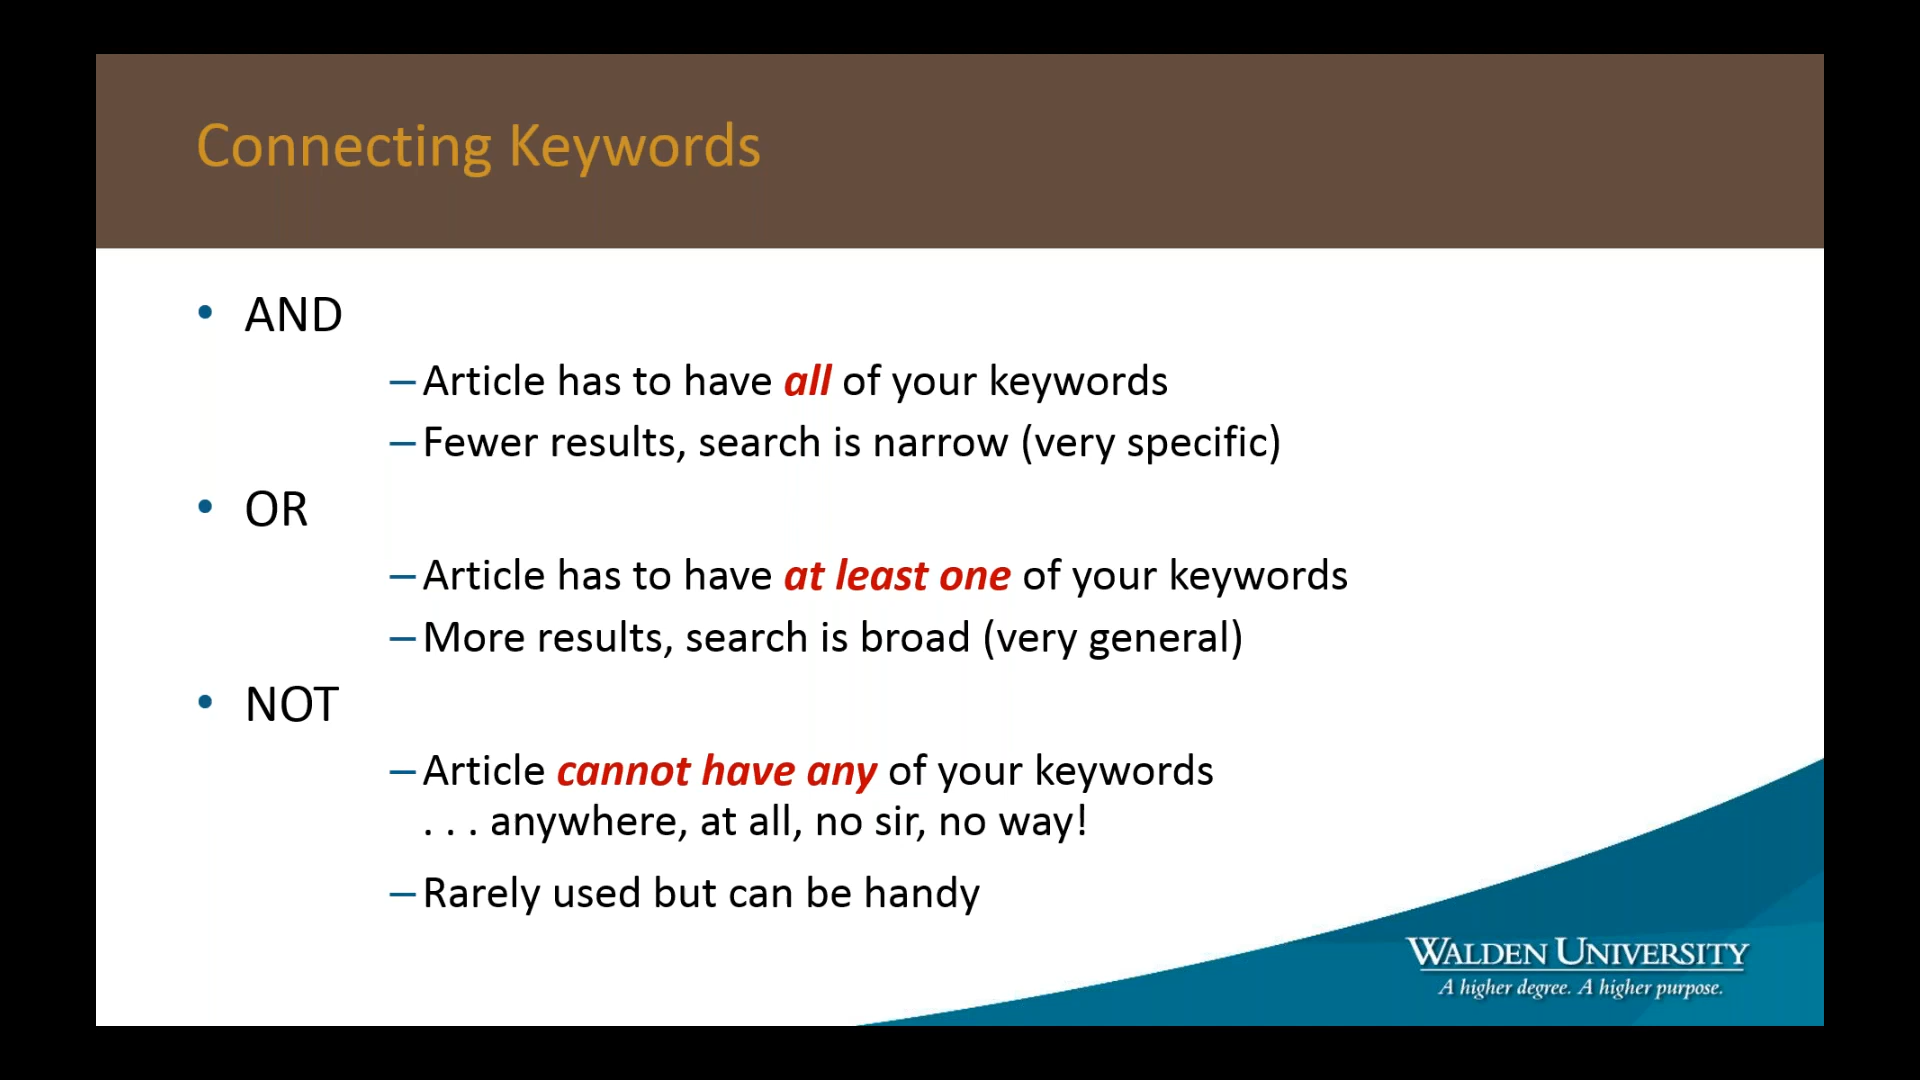 Connecting Keywords
• AND
– Article has to have all of your keywords
– Fewer results, search is narrow (very specific)
• OR
– Article has to have at least one of your keywords
– More results, search is broad (very general)
• NOT
– Article cannot have any of your keywords
. . . anywhere, at all, no sir, no way!
– Rarely used but can be handy
WALDEN UNIVERSITY
A higher degree. A higher purpose.